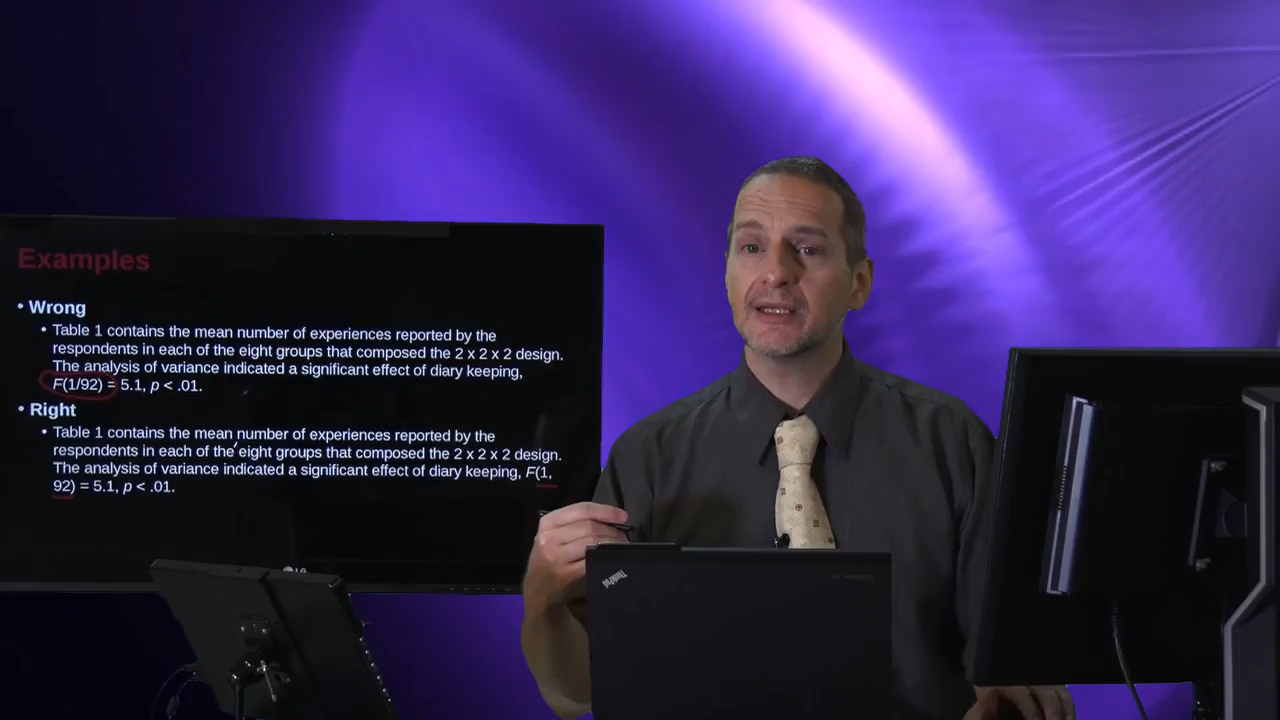 Examples
• Wrong
• Table 1 contains the mean number of experiences reported by the
respondents in each of the eight groups that composed the 2 x 2 x 2 design.
The analysis of variance indicated a significant effect of diary keeping,
F(1/92) = 5.1, p < .01.
• Right
• Table 1 contains the mean number of experiences reported by the
respondents in each of the eight groups that composed the 2 x 2 x 2 design.
The analysis of variance indicated a significant effect of diary keeping, F(1,
92) = 5.1, p < .01.
LG
ThinkPad